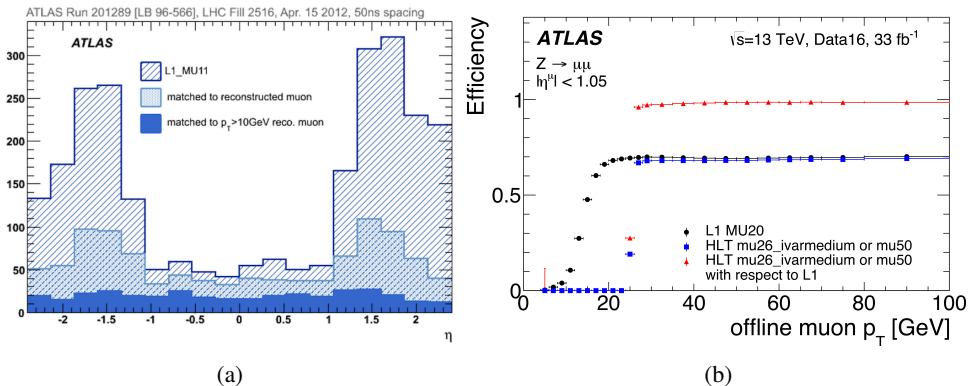 ATLAS Run 201289 [LB 96-566], LHC Fill 2516, Apr. 15 2012, 50ns spacing
ATLAS
L1_MU11
matched to reconstructed muon
matched to pT>10GeV reco. muon
300
250
200
150
100
50
0
-2 -1.5 -1 -0.5 0 0.5 1 1.5 2
η
(a)
ATLAS
√s=13 TeV, Data16, 33 fb-1
Z → μμ
|ημ| < 1.05
Efficiency
1
0.5
0
L1 MU20
HLT mu26_ivarmedium or mu50
HLT mu26_ivarmedium or mu50
with respect to L1
0 20 40 60 80 100
offline muon pT [GeV]
(b)